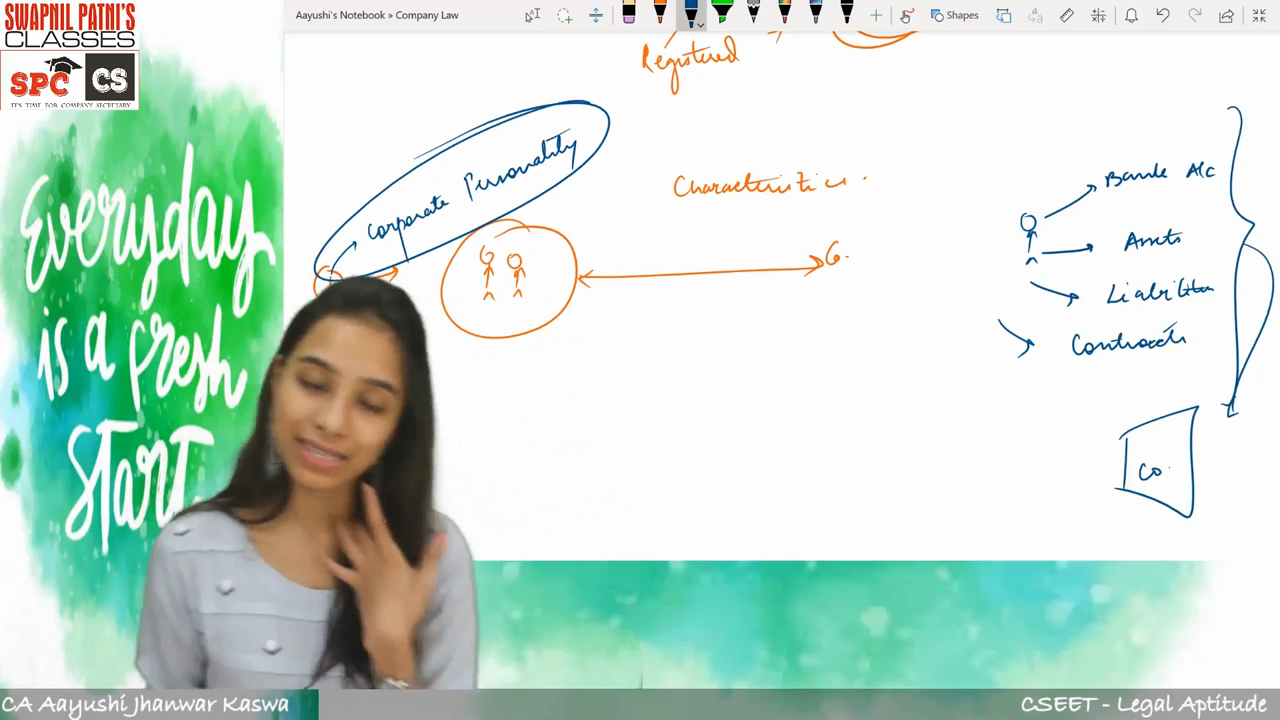 SWAPNIL PATNI'S
CLASSES
SPC CS
IT'S TIME FOR COMPANY SECRETARY
Aayushi's Notebook » Company Law
Shapes
Registered
Corporate Personality
Characteristics.
Co.
Bank A/c
Assets
Liabilities
Contracts
Co.
Everyday
is a fresh
Start.
CA Aayushi Jhanwar Kaswa
CSEET - Legal Aptitude